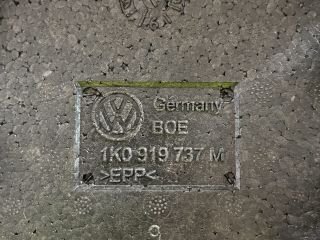 Germany
BOE
1K0 919 737 M
>EPP<